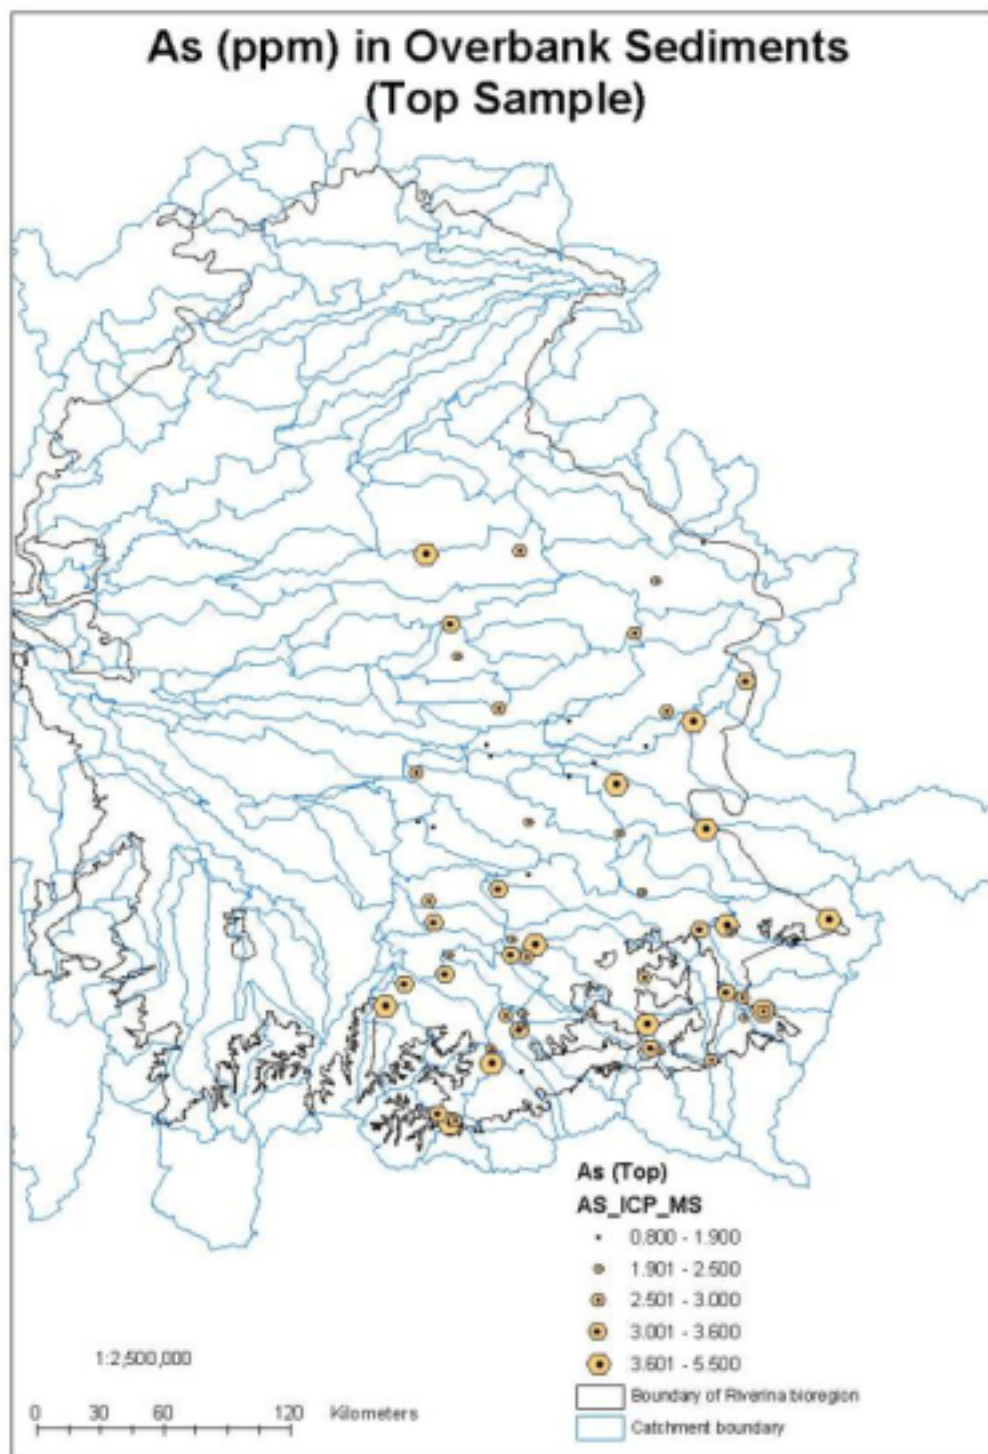 As (ppm) in Overbank Sediments
(Top Sample)
As (Top)
AS_ICP_MS
0.800 - 1.900
1.901 - 2.500
2.501 - 3.000
3.001 - 3.600
3.601 - 5.500
Boundary of Riverina bioregion
Catchment boundary
1:2,500,000
0 30 60 120 Kilometers